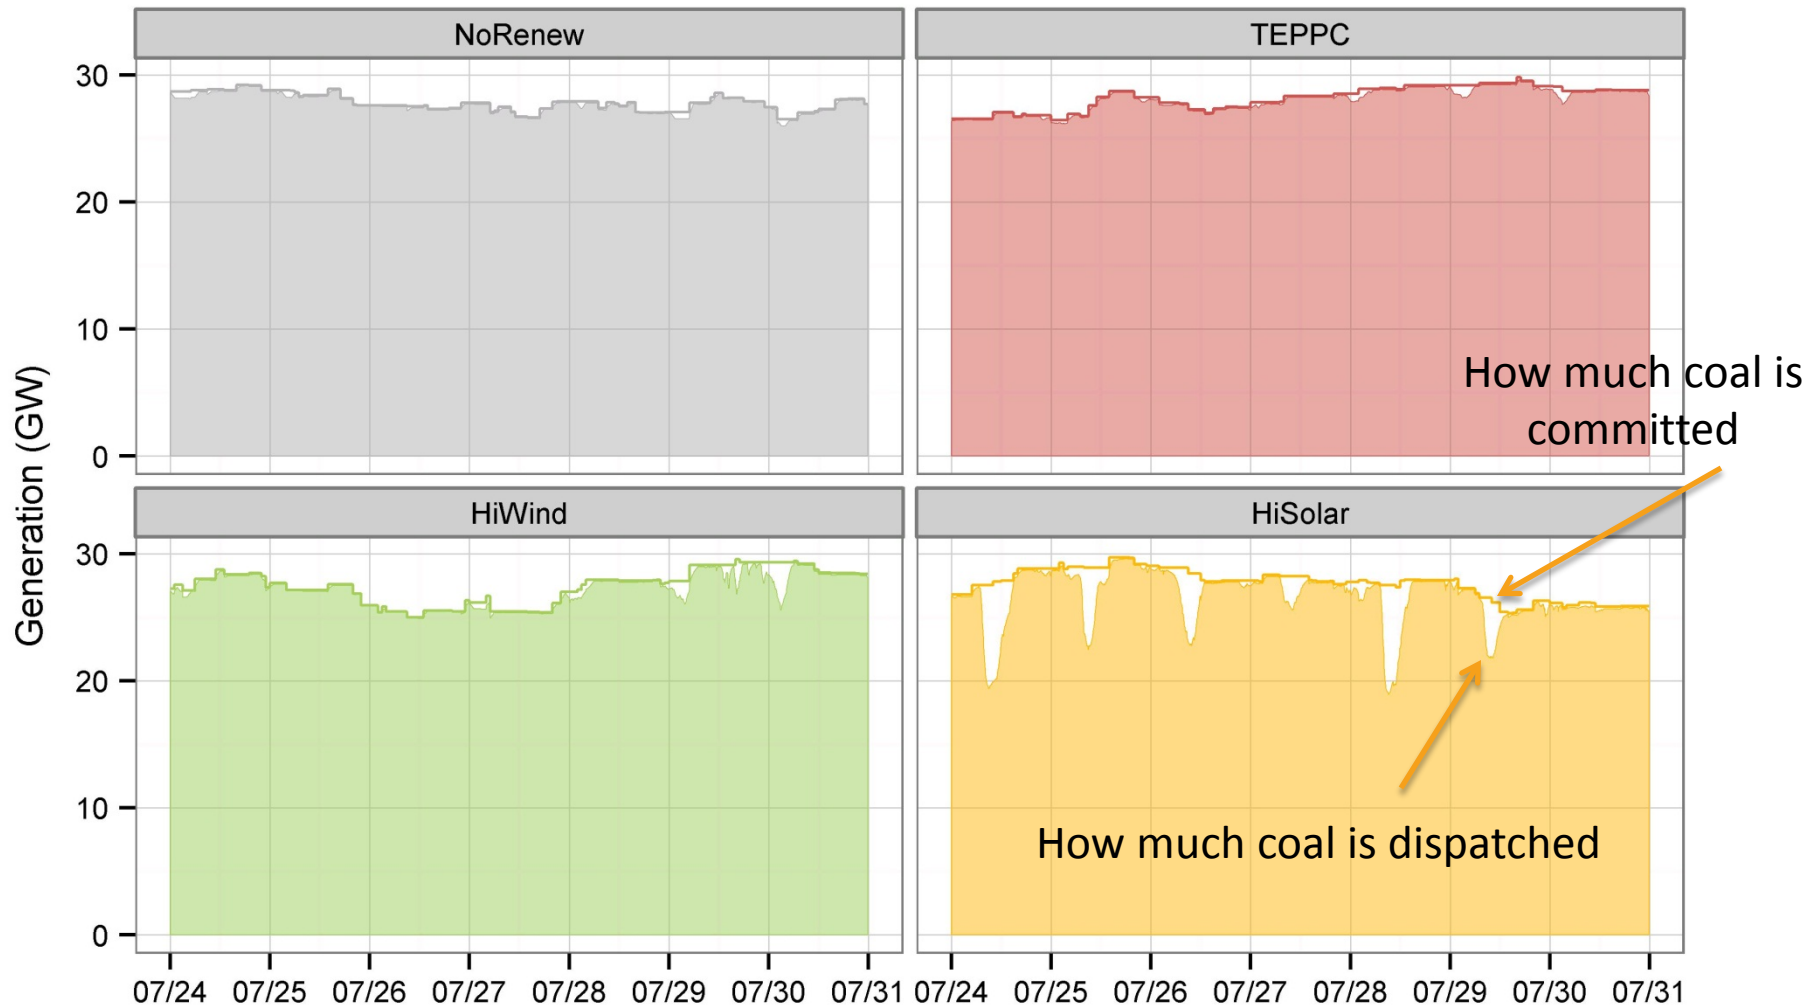 NoRenew
TEPPC
30
20
10
0
Generation (GW)
How much coal is
committed
HiWind
HiSolar
30
20
10
0
How much coal is dispatched
07/24 07/25 07/26 07/27 07/28 07/29 07/30 07/31
07/24 07/25 07/26 07/27 07/28 07/29 07/30 07/31